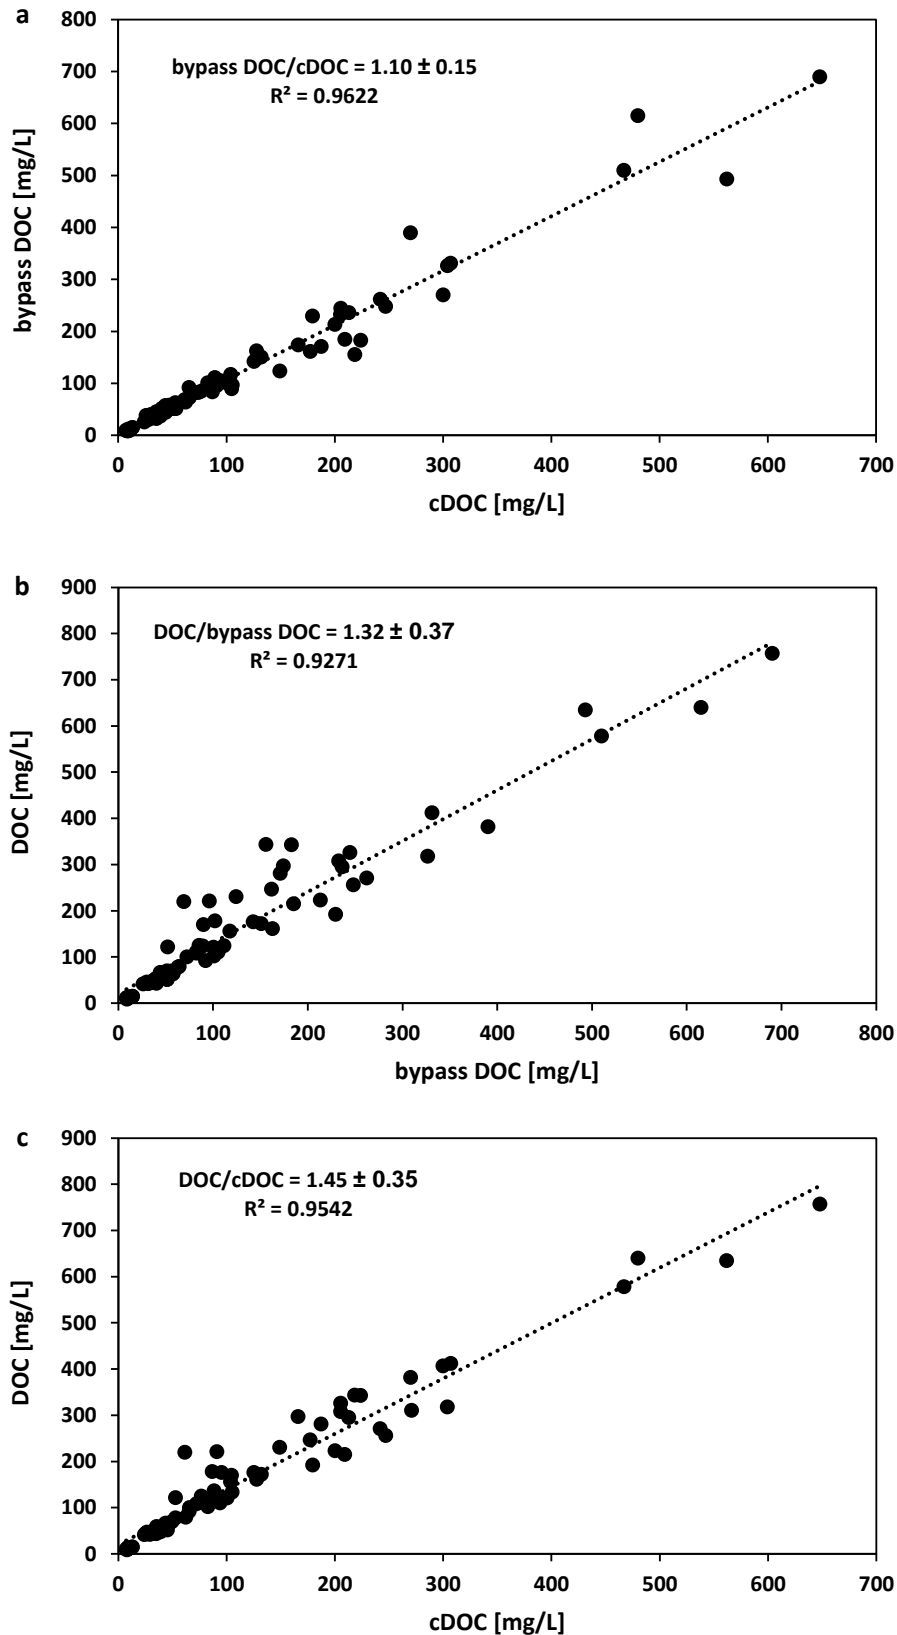 a
800
700
600
500
400
300
200
100
0
bypass DOC [mg/L]
bypass DOC/cDOC = 1.10 ± 0.15
R² = 0.9622
0 100 200 300 400 500 600 700
cDOC [mg/L]
b
900
800
700
600
500
400
300
200
100
0
DOC [mg/L]
DOC/bypass DOC = 1.32 ± 0.37
R² = 0.9271
0 100 200 300 400 500 600 700 800
bypass DOC [mg/L]
c
900
800
700
600
500
400
300
200
100
0
DOC [mg/L]
DOC/cDOC = 1.45 ± 0.35
R² = 0.9542
0 100 200 300 400 500 600 700
cDOC [mg/L]